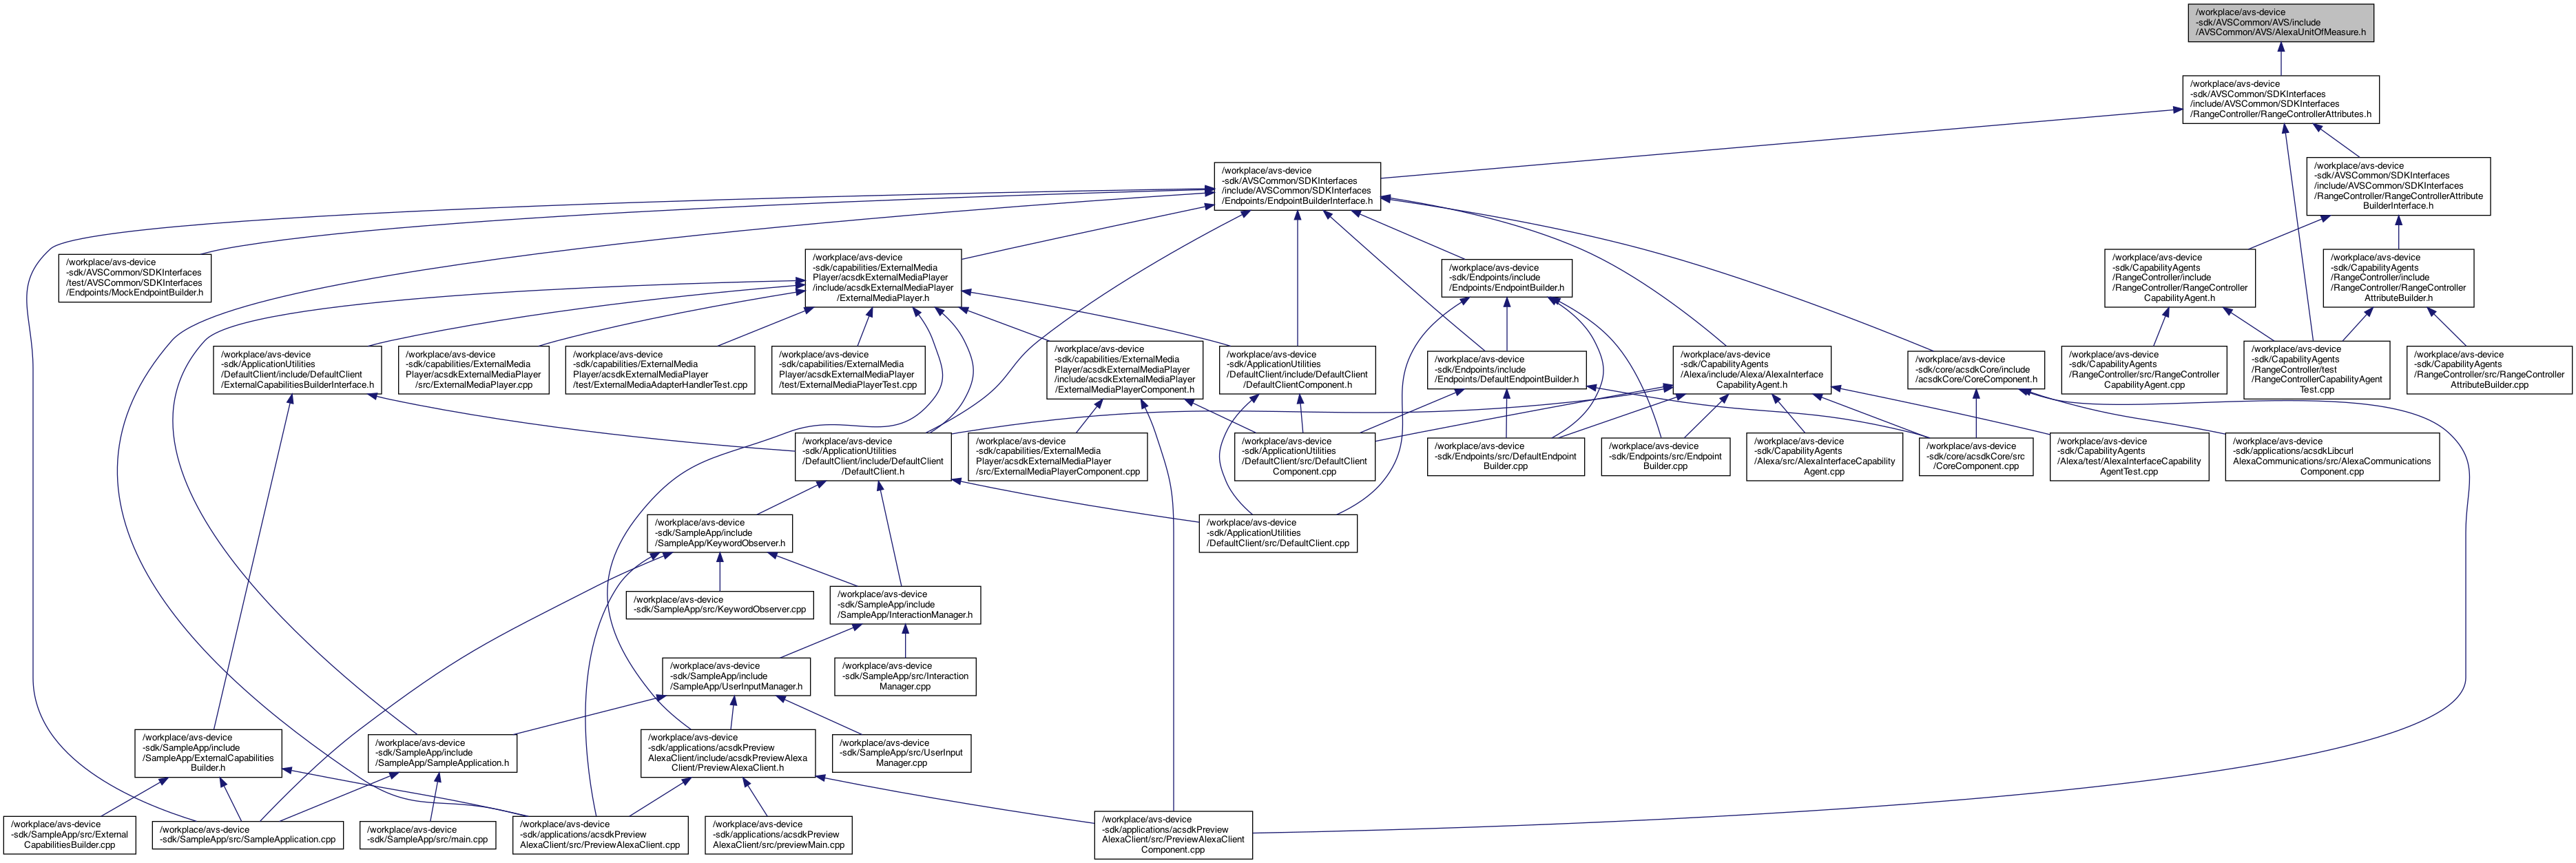 /workplace/avs-device
-sdk/AVSCommon/AVS/include
/AVSCommon/AVS/AlexaUnitOfMeasure.h
/workplace/avs-device
-sdk/AVSCommon/SDKInterfaces
/include/AVSCommon/SDKInterfaces
/RangeController/RangeControllerAttributes.h
/workplace/avs-device
-sdk/AVSCommon/SDKInterfaces
/include/AVSCommon/SDKInterfaces
/Endpoints/EndpointBuilderInterface.h
/workplace/avs-device
-sdk/AVSCommon/SDKInterfaces
/include/AVSCommon/SDKInterfaces
/RangeController/RangeControllerAttribute
BuilderInterface.h
/workplace/avs-device
-sdk/AVSCommon/SDKInterfaces
/test/AVSCommon/SDKInterfaces
/Endpoints/MockEndpointBuilder.h
/workplace/avs-device
-sdk/capabilities/ExternalMedia
Player/acsdkExternalMediaPlayer
/include/acsdkExternalMediaPlayer
/ExternalMediaPlayer.h
/workplace/avs-device
-sdk/Endpoints/include
/Endpoints/EndpointBuilder.h
/workplace/avs-device
-sdk/CapabilityAgents
/RangeController/include
/RangeController/RangeController
CapabilityAgent.h
/workplace/avs-device
-sdk/CapabilityAgents
/RangeController/include
/RangeController/RangeController
AttributeBuilder.h
/workplace/avs-device
-sdk/ApplicationUtilities
/DefaultClient/include/DefaultClient
/ExternalCapabilitiesBuilderInterface.h
/workplace/avs-device
-sdk/capabilities/ExternalMedia
Player/acsdkExternalMediaPlayer
/src/ExternalMediaPlayer.cpp
/workplace/avs-device
-sdk/capabilities/ExternalMedia
Player/acsdkExternalMediaPlayer
/test/ExternalMediaAdapterHandlerTest.cpp
/workplace/avs-device
-sdk/capabilities/ExternalMedia
Player/acsdkExternalMediaPlayer
/test/ExternalMediaPlayerTest.cpp
/workplace/avs-device
-sdk/capabilities/ExternalMedia
Player/acsdkExternalMediaPlayer
/include/acsdkExternalMediaPlayer
/ExternalMediaPlayerComponent.h
/workplace/avs-device
-sdk/ApplicationUtilities
/DefaultClient/include/DefaultClient
/DefaultClientComponent.h
/workplace/avs-device
-sdk/Endpoints/include
/Endpoints/DefaultEndpointBuilder.h
/workplace/avs-device
-sdk/CapabilityAgents
/Alexa/include/Alexa/AlexaInterface
CapabilityAgent.h
/workplace/avs-device
-sdk/core/acsdkCore/include
/acsdkCore/CoreComponent.h
/workplace/avs-device
-sdk/CapabilityAgents
/RangeController/src/RangeController
CapabilityAgent.cpp
/workplace/avs-device
-sdk/CapabilityAgents
/RangeController/test
/RangeControllerCapabilityAgent
Test.cpp
/workplace/avs-device
-sdk/CapabilityAgents
/RangeController/src/RangeController
AttributeBuilder.cpp
/workplace/avs-device
-sdk/ApplicationUtilities
/DefaultClient/include/DefaultClient
/DefaultClient.h
/workplace/avs-device
-sdk/capabilities/ExternalMedia
Player/acsdkExternalMediaPlayer
/src/ExternalMediaPlayerComponent.cpp
/workplace/avs-device
-sdk/ApplicationUtilities
/DefaultClient/src/DefaultClient
Component.cpp
/workplace/avs-device
-sdk/Endpoints/src/DefaultEndpoint
Builder.cpp
/workplace/avs-device
-sdk/Endpoints/src/Endpoint
Builder.cpp
/workplace/avs-device
-sdk/CapabilityAgents
/Alexa/src/AlexaInterfaceCapability
Agent.cpp
/workplace/avs-device
-sdk/core/acsdkCore/src
/CoreComponent.cpp
/workplace/avs-device
-sdk/CapabilityAgents
/Alexa/test/AlexaInterfaceCapability
AgentTest.cpp
/workplace/avs-device
-sdk/applications/acsdkLibcurl
AlexaCommunications/src/AlexaCommunications
Component.cpp
/workplace/avs-device
-sdk/SampleApp/include
/SampleApp/KeywordObserver.h
/workplace/avs-device
-sdk/ApplicationUtilities
/DefaultClient/src/DefaultClient.cpp
/workplace/avs-device
-sdk/SampleApp/src/KeywordObserver.cpp
/workplace/avs-device
-sdk/SampleApp/include
/SampleApp/InteractionManager.h
/workplace/avs-device
-sdk/SampleApp/include
/SampleApp/UserInputManager.h
/workplace/avs-device
-sdk/SampleApp/src/Interaction
Manager.cpp
/workplace/avs-device
-sdk/SampleApp/include
/SampleApp/ExternalCapabilities
Builder.h
/workplace/avs-device
-sdk/SampleApp/include
/SampleApp/SampleApplication.h
/workplace/avs-device
-sdk/applications/acsdkPreview
AlexaClient/include/acsdkPreviewAlexa
Client/PreviewAlexaClient.h
/workplace/avs-device
-sdk/SampleApp/src/UserInput
Manager.cpp
/workplace/avs-device
-sdk/SampleApp/src/External
CapabilitiesBuilder.cpp
/workplace/avs-device
-sdk/SampleApp/src/SampleApplication.cpp
/workplace/avs-device
-sdk/SampleApp/src/main.cpp
/workplace/avs-device
-sdk/applications/acsdkPreview
AlexaClient/src/PreviewAlexaClient.cpp
/workplace/avs-device
-sdk/applications/acsdkPreview
AlexaClient/src/previewMain.cpp
/workplace/avs-device
-sdk/applications/acsdkPreview
AlexaClient/src/PreviewAlexaClient
Component.cpp